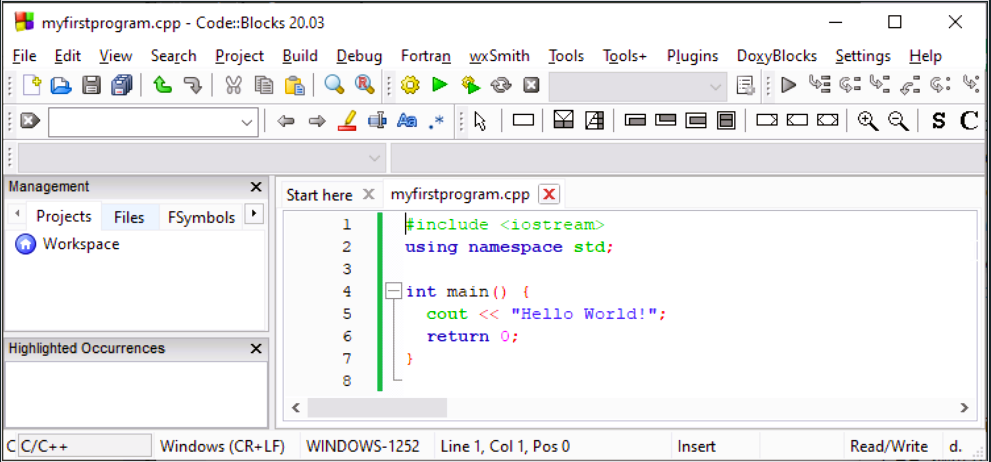 myfirstprogram.cpp - Code::Blocks 20.03
File Edit View Search Project Build Debug Fortran wxSmith Tools Tools+ Plugins DoxyBlocks Settings Help
S C
Management
Projects Files FSymbols
Workspace
Highlighted Occurrences
Start here myfirstprogram.cpp
1 #include <iostream>
2 using namespace std;
3
4 int main() {
5 cout << "Hello World!";
6 return 0;
7 }
8
C C/C++ Windows (CR+LF) WINDOWS-1252 Line 1, Col 1, Pos 0 Insert Read/Write d.